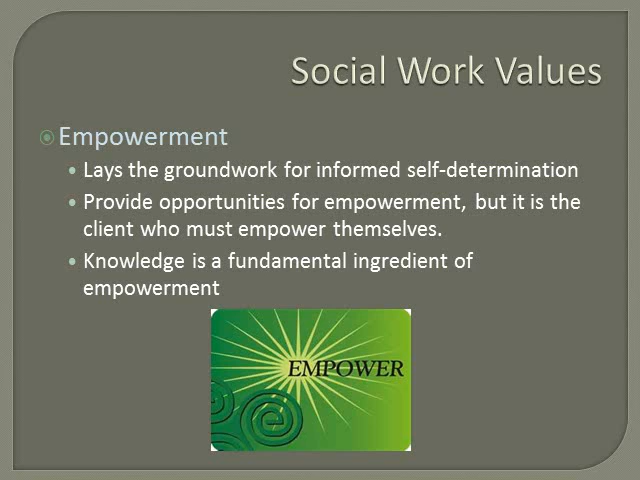 Social Work Values
Empowerment
Lays the groundwork for informed self-determination
Provide opportunities for empowerment, but it is the
client who must empower themselves.
Knowledge is a fundamental ingredient of
empowerment
EMPOWER